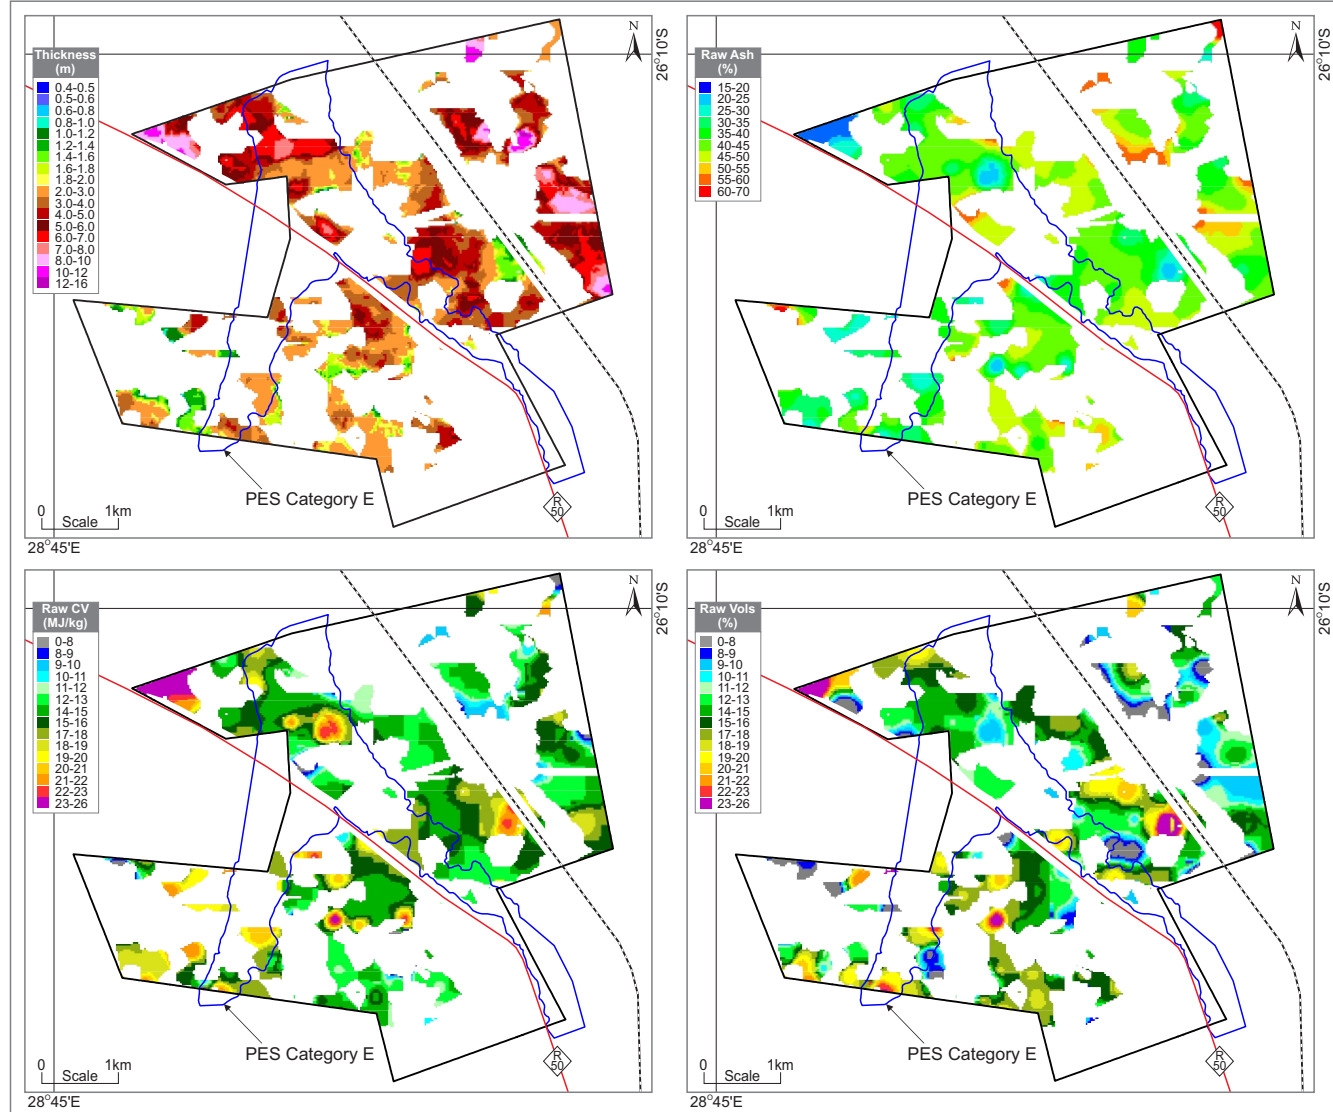 Thickness
(m)
0.4-0.5
0.5-0.6
0.6-0.8
0.8-1.0
1.0-1.2
1.2-1.4
1.4-1.6
1.6-1.8
1.8-2.0
2.0-3.0
3.0-4.0
4.0-5.0
5.0-6.0
6.0-7.0
7.0-8.0
8.0-10
10-12
12-16
N
26°10'S
PES Category E
0
1km
Scale
R
50
28°45'E
Raw Ash
(%)
15-20
20-25
25-30
30-35
35-40
40-45
45-50
50-55
55-60
60-70
N
26°10'S
PES Category E
0
1km
Scale
R
50
28°45'E
Raw CV
(MJ/kg)
0-8
8-9
9-10
10-11
11-12
12-13
14-15
15-16
17-18
18-19
19-20
20-21
21-22
22-23
23-26
N
26°10'S
PES Category E
0
1km
Scale
R
50
28°45'E
Raw Vols
(%)
0-8
8-9
9-10
10-11
11-12
12-13
14-15
15-16
17-18
18-19
19-20
20-21
21-22
22-23
23-26
N
26°10'S
PES Category E
0
1km
Scale
R
50
28°45'E